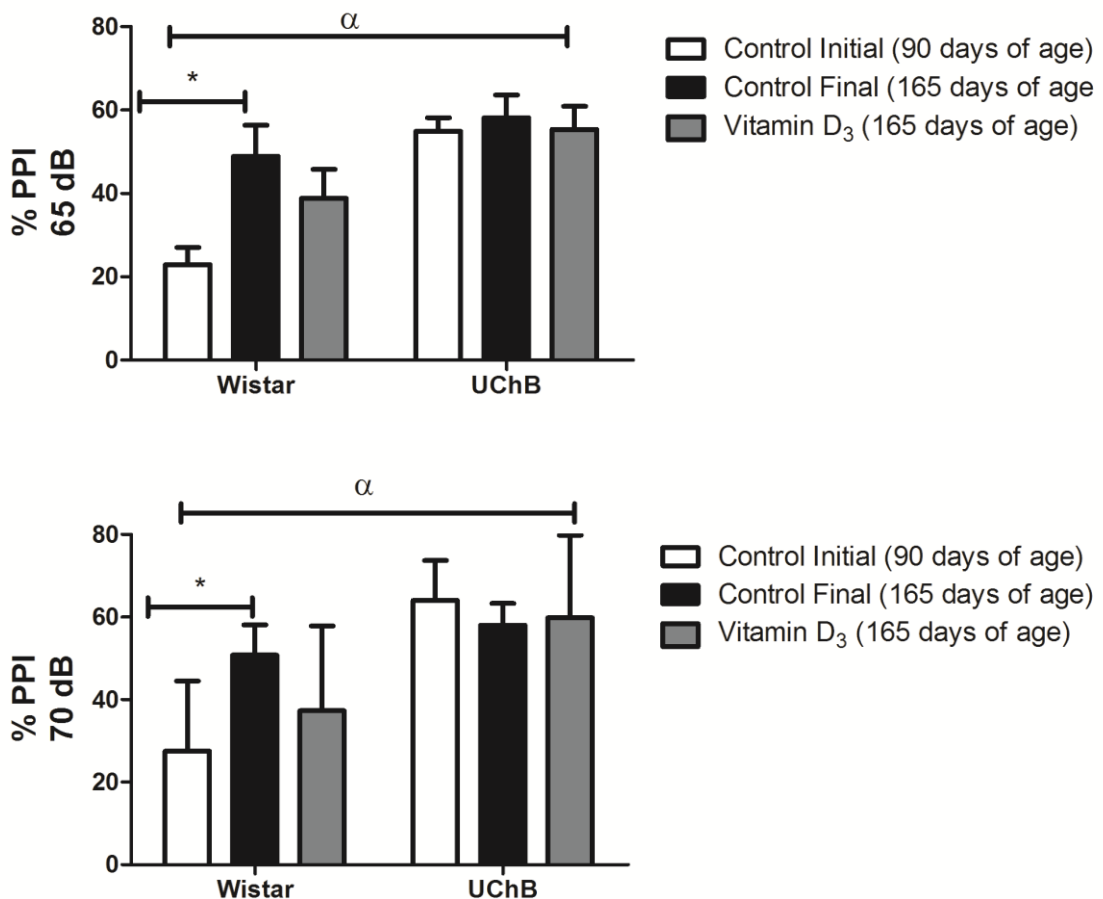 α
80
*
60
40
20
0
% PPI
65 dB
Wistar
UChB
Control Initial (90 days of age)
Control Final (165 days of age
Vitamin D₃ (165 days of age)
α
80
*
60
40
20
0
% PPI
70 dB
Wistar
UChB
Control Initial (90 days of age)
Control Final (165 days of age)
Vitamin D₃ (165 days of age)